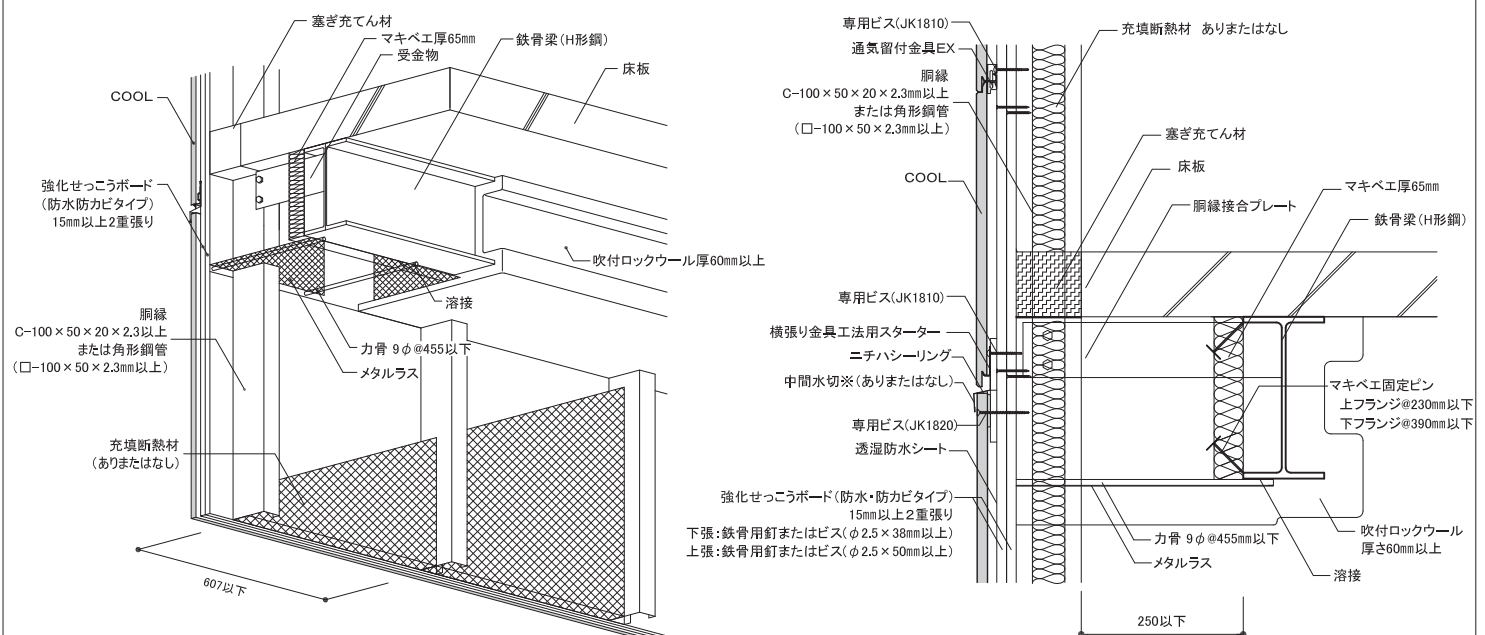 塞ぎ充てん材
マキベエ厚65mm
受金物
鉄骨梁(H形鋼)
床板
COOL
強化せっこうボード
(防水防カビタイプ)
15mm以上2重張り
吹付ロックウール厚60mm以上
溶接
胴縁
C-100×50×20×2.3以上
または角形鋼管
(□-100×50×2.3mm以上)
力骨 9φ@455以下
メタルラス
充填断熱材
(ありまたはなし)
607以下
専用ビス(JK1810)
通気留付金具EX
胴縁
C-100×50×20×2.3mm以上
または角形鋼管
(□-100×50×2.3mm以上)
COOL
充填断熱材 ありまたはなし
塞ぎ充てん材
床板
マキベエ厚65mm
胴縁接合プレート
鉄骨梁(H形鋼)
専用ビス(JK1810)
横張り金具工法用スターター
ニチハシーリング
中間水切※(ありまたはなし)
専用ビス(JK1820)
透湿防水シート
マキベエ固定ピン
上フランジ@230mm以下
下フランジ@390mm以下
強化せっこうボード(防水・防カビタイプ)
15mm以上2重張り
下張:鉄骨用釘またはビス(φ2.5×38mm以上)
上張:鉄骨用釘またはビス(φ2.5×50mm以上)
力骨 9φ@455mm以下
メタルラス
吹付ロックウール
厚さ60mm以上
溶接
250以下